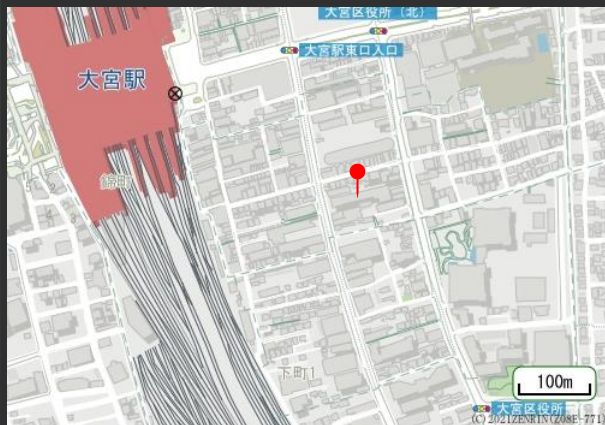 大宮区役所（北）
大宮駅東口入口
大宮駅
錦町
下町1
100m
大宮区役所
(C) 2021ZENRIN(Z08E-771)